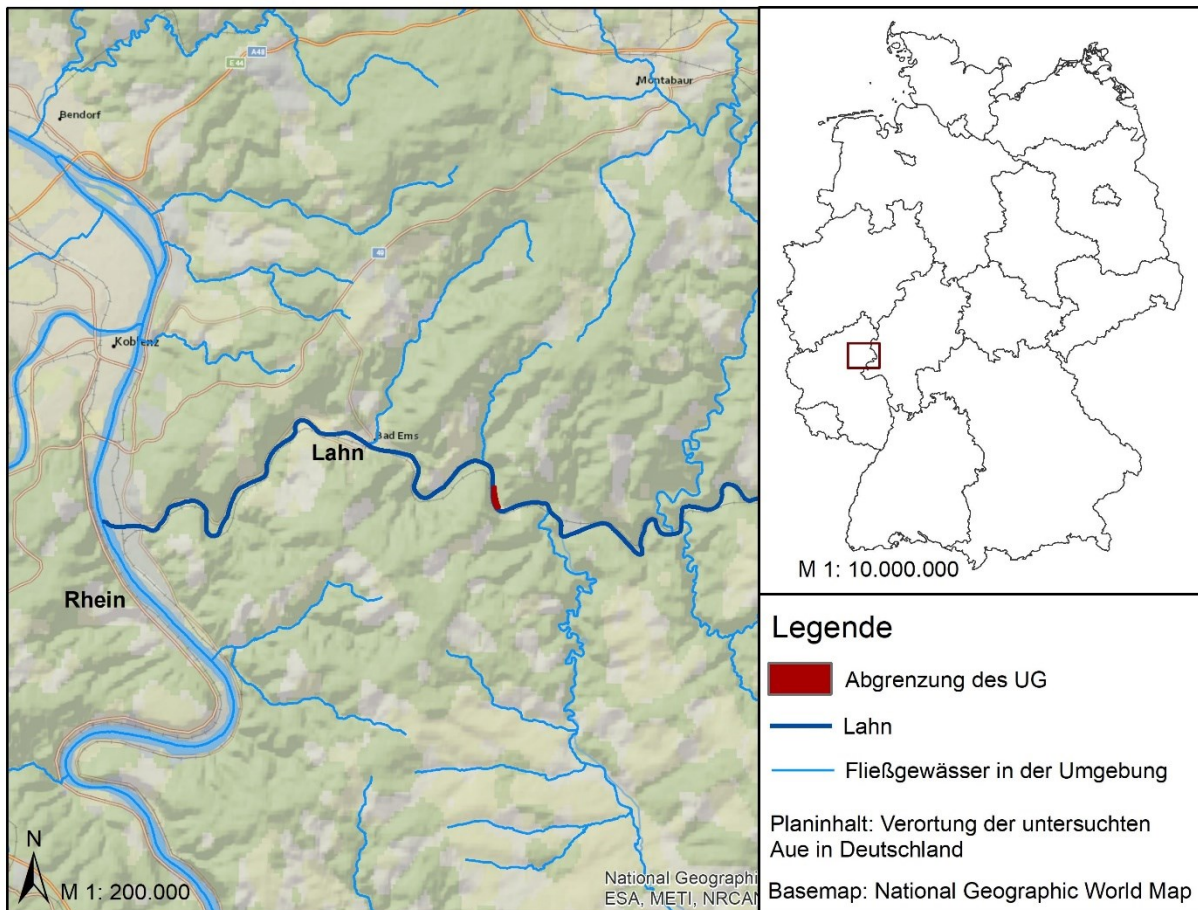 A48
E 44
Montabaur
Bendorf
48
Koblenz
Bad Ems
Lahn
Rhein
N
M 1: 200.000
National Geographi
ESA, METI, NRCAN
M 1: 10.000.000
Legende
Abgrenzung des UG
Lahn
Fließgewässer in der Umgebung
Planinhalt: Verortung der untersuchten
Aue in Deutschland
Basemap: National Geographic World Map